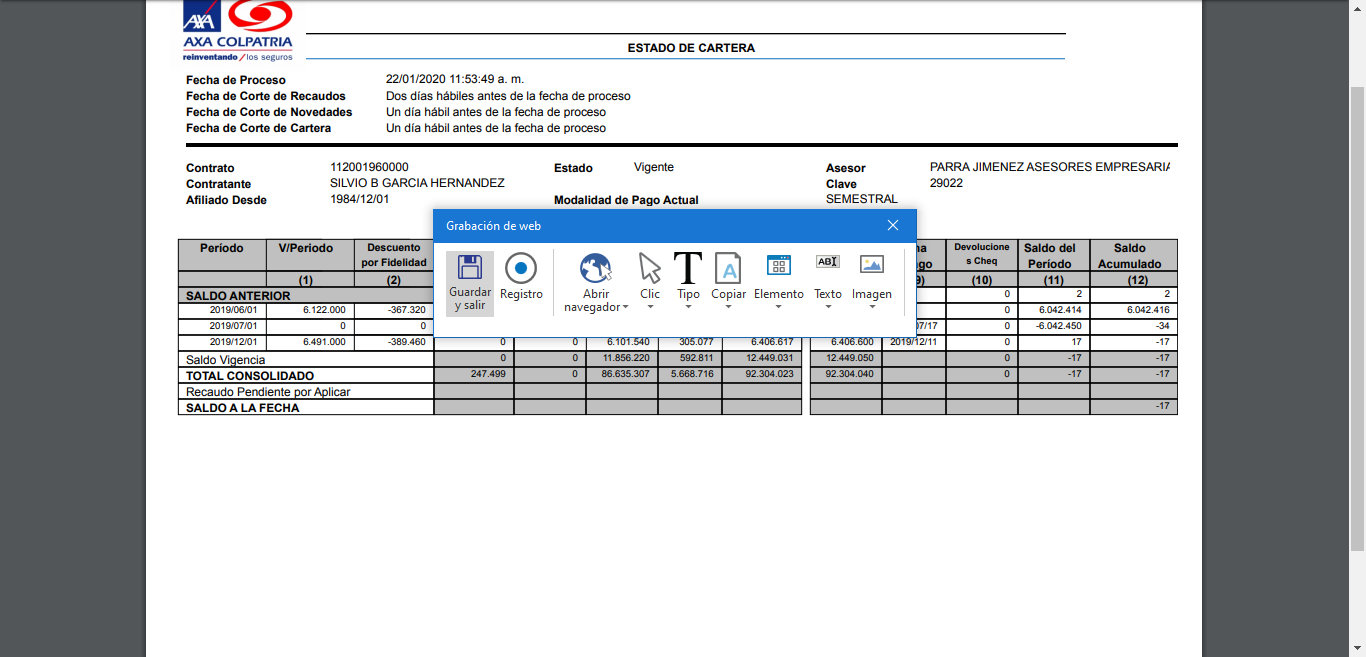 AXA
AXA COLPATRIA
reinventando / los seguros
ESTADO DE CARTERA
Fecha de Proceso 22/01/2020 11:53:49 a. m.
Fecha de Corte de Recaudos Dos días hábiles antes de la fecha de proceso
Fecha de Corte de Novedades Un día hábil antes de la fecha de proceso
Fecha de Corte de Cartera Un día hábil antes de la fecha de proceso
Contrato 112001960000 Estado Vigente Asesor PARRA JIMENEZ ASESORES EMPRESARIA
Contratante SILVIO B GARCIA HERNANDEZ Clave 29022
Afiliado Desde 1984/12/01 Modalidad de Pago Actual SEMESTRAL
Grabación de web
Guardar y salir Registro Abrir navegador Clic Tipo Copiar Elemento Texto Imagen
Período V/Periodo Descuento por Fidelidad Devolucione s Cheq Saldo del Período Saldo Acumulado
(1) (2) (10) (11) (12)
SALDO ANTERIOR 0 2 2
2019/06/01 6.122.000 -367.320 0 6.042.414 6.042.416
2019/07/01 0 0 7/17 0 -6.042.450 -34
2019/12/01 6.491.000 -389.460 0 0 6.101.540 305.077 6.406.617 6.406.600 2019/12/11 0 17 -17
Saldo Vigencia 0 11.856.220 592.811 12.449.031 12.449.050 0 -17 -17
TOTAL CONSOLIDADO 247.499 0 86.635.307 5.668.716 92.304.023 92.304.040 0 -17 -17
Recaudo Pendiente por Aplicar
SALDO A LA FECHA -17